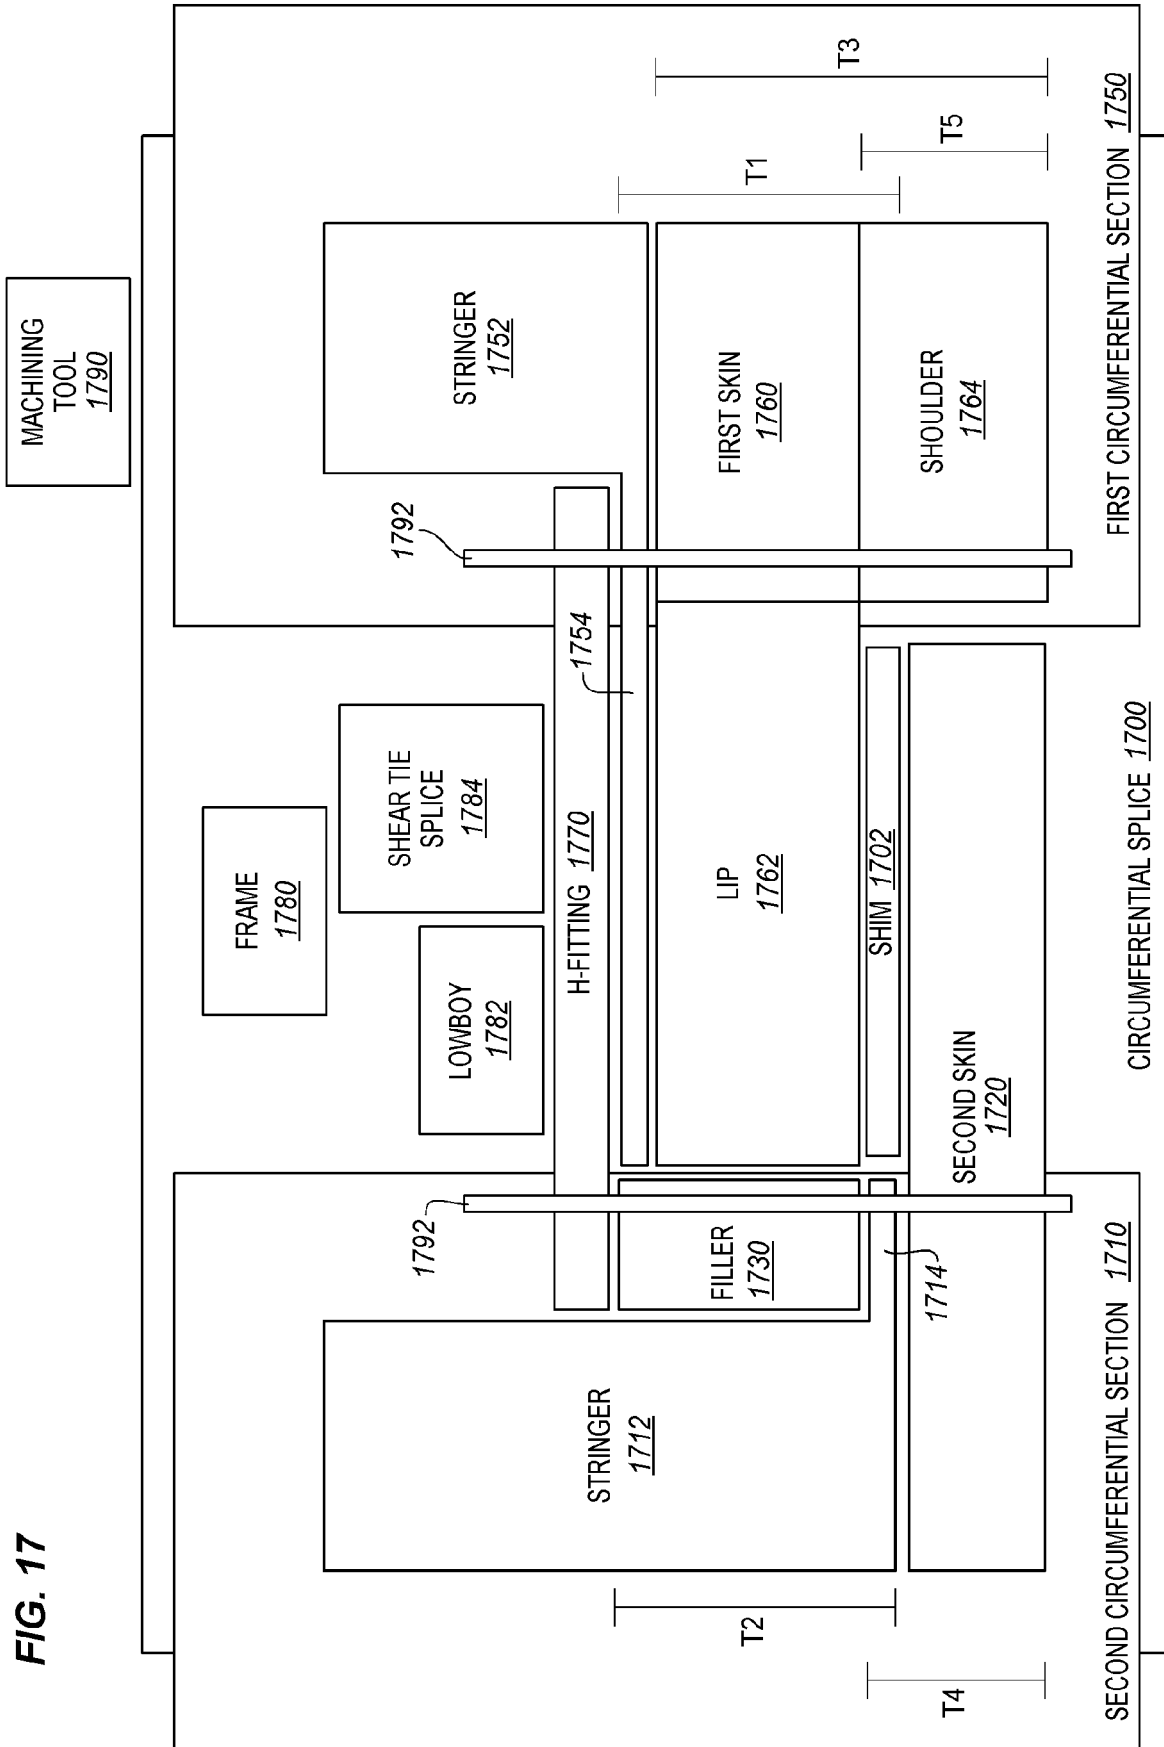 FIG. 17
MACHINING
TOOL
1790
FRAME
1780
SHEAR TIE
SPLICE
1784
LOWBOY
1782
STRINGER
1712
STRINGER
1752
1792
1792
H-FITTING 1770
1754
FILLER
1730
LIP
1762
FIRST SKIN
1760
SHOULDER
1764
SHIM 1702
1714
SECOND SKIN
1720
T2
T4
T1
T5
T3
SECOND CIRCUMFERENTIAL SECTION 1710
CIRCUMFERENTIAL SPLICE 1700
FIRST CIRCUMFERENTIAL SECTION 1750